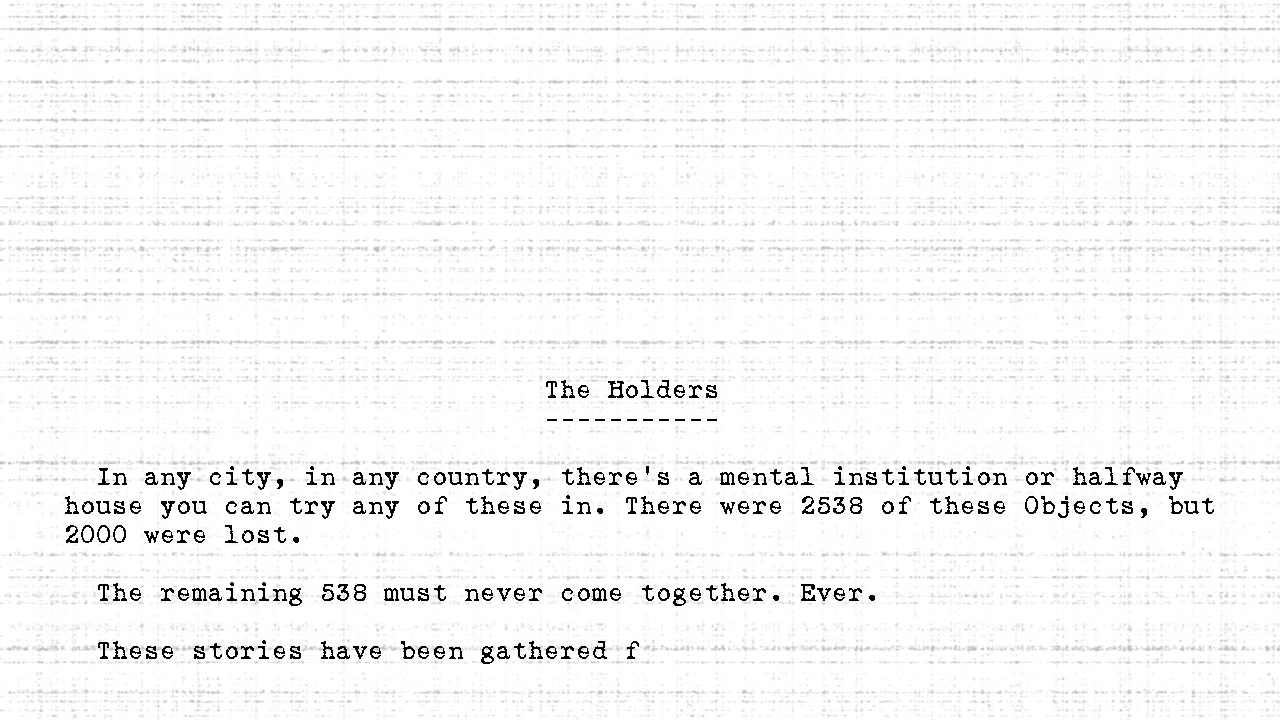 The Holders
-----------
In any city, in any country, there's a mental institution or halfway
house you can try any of these in. There were 2538 of these Objects, but
2000 were lost.
The remaining 538 must never come together. Ever.
These stories have been gathered f